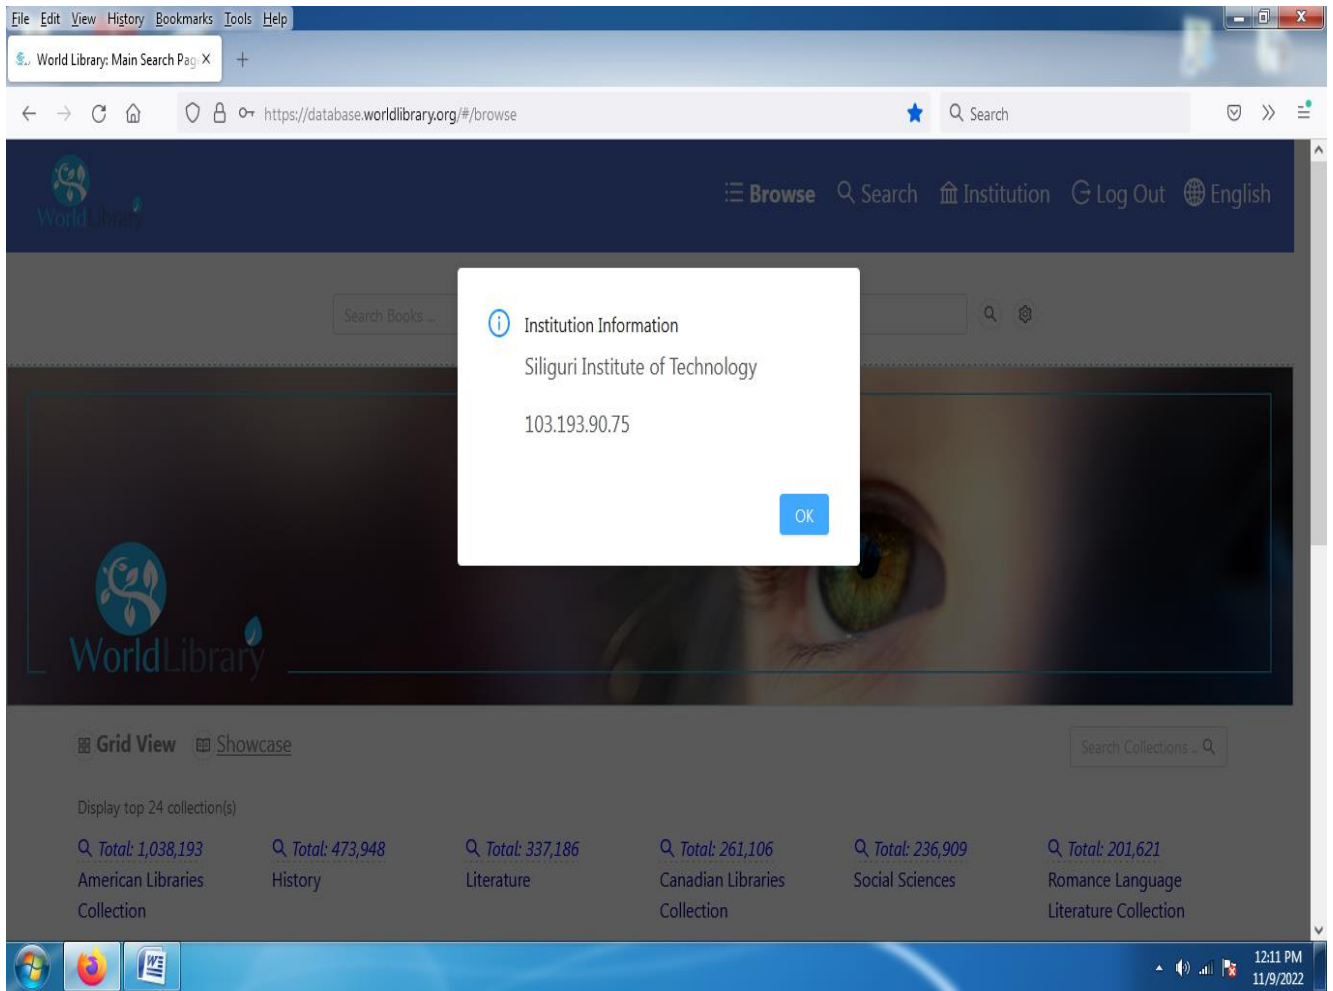 File Edit View History Bookmarks Tools Help
World Library: Main Search Pag
https://database.worldlibrary.org/#/browse
Search
WorldLibrary
Browse Search Institution Log Out English
Search Books ...
Institution Information
Siliguri Institute of Technology
103.193.90.75
OK
WorldLibrary
Grid View Showcase
Search Collections ..
Display top 24 collection(s)
Total: 1,038,193 Total: 473,948 Total: 337,186 Total: 261,106 Total: 236,909 Total: 201,621
American Libraries History Literature Canadian Libraries Social Sciences Romance Language
Collection Collection Literature Collection
12:11 PM
11/9/2022